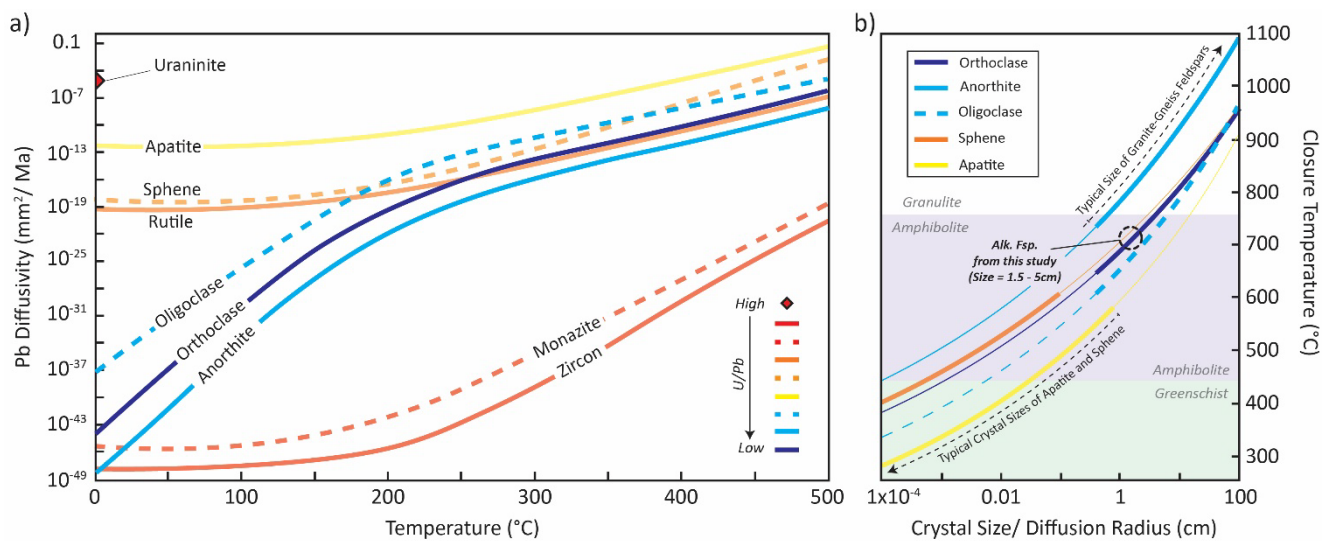 a)
Pb Diffusivity (mm²/ Ma)
0.1
10⁻⁷
10⁻¹³
10⁻¹⁹
10⁻²⁵
10⁻³¹
10⁻³⁷
10⁻⁴³
10⁻⁴⁹
Uraninite
Apatite
Sphene
Rutile
Oligoclase
Orthoclase
Anorthite
Monazite
Zircon
High
U/Pb
Low
0
100
200
300
400
500
Temperature (°C)
b)
Orthoclase
Anorthite
Oligoclase
Sphene
Apatite
Typical Size of Granite-Gneiss Feldspars
Granulite
Amphibolite
Alk. Fsp.
from this study
(Size = 1.5 - 5cm)
Amphibolite
Greenschist
Typical Crystal Sizes of Apatite and Sphene
1100
1000
900
800
700
600
500
400
300
Closure Temperature (°C)
1x10⁻⁴
0.01
1
100
Crystal Size/ Diffusion Radius (cm)